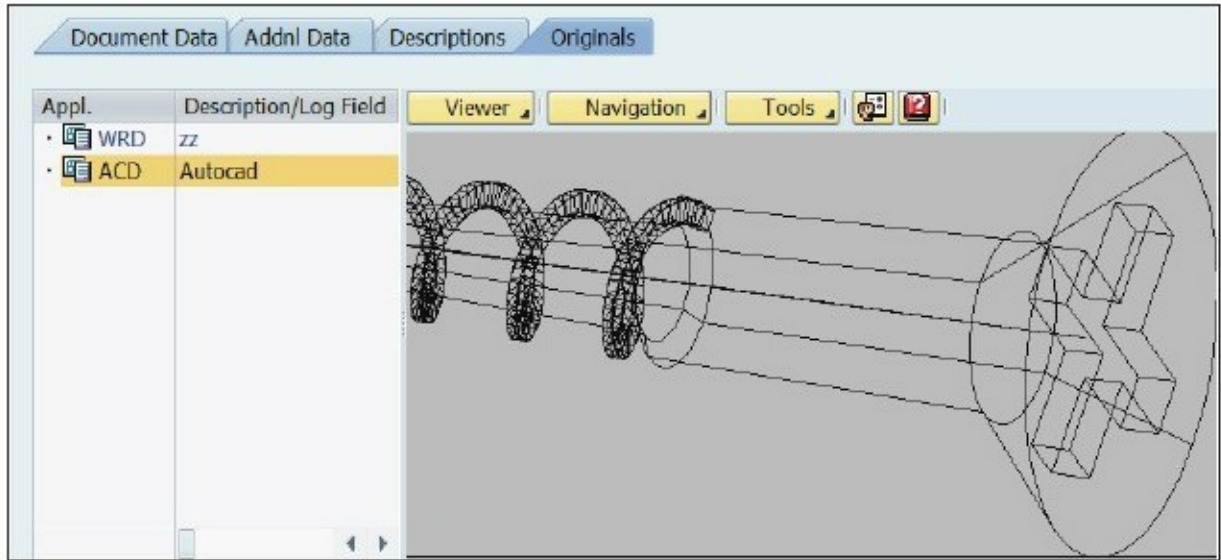 Document Data Addnl Data Descriptions Originals
Appl. Description/Log Field Viewer Navigation Tools
WRD zz
ACD Autocad